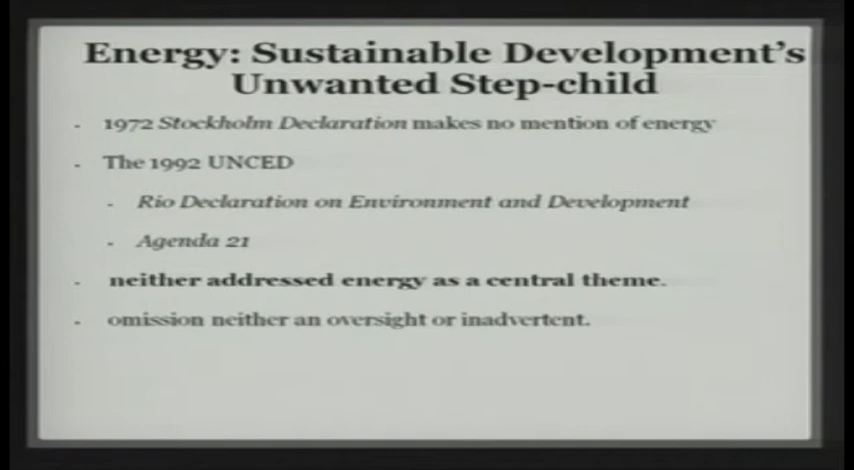 Energy: Sustainable Development's
Unwanted Step-child
- 1972 Stockholm Declaration makes no mention of energy
- The 1992 UNCED
- Rio Declaration on Environment and Development
- Agenda 21
- neither addressed energy as a central theme.
- omission neither an oversight or inadvertent.